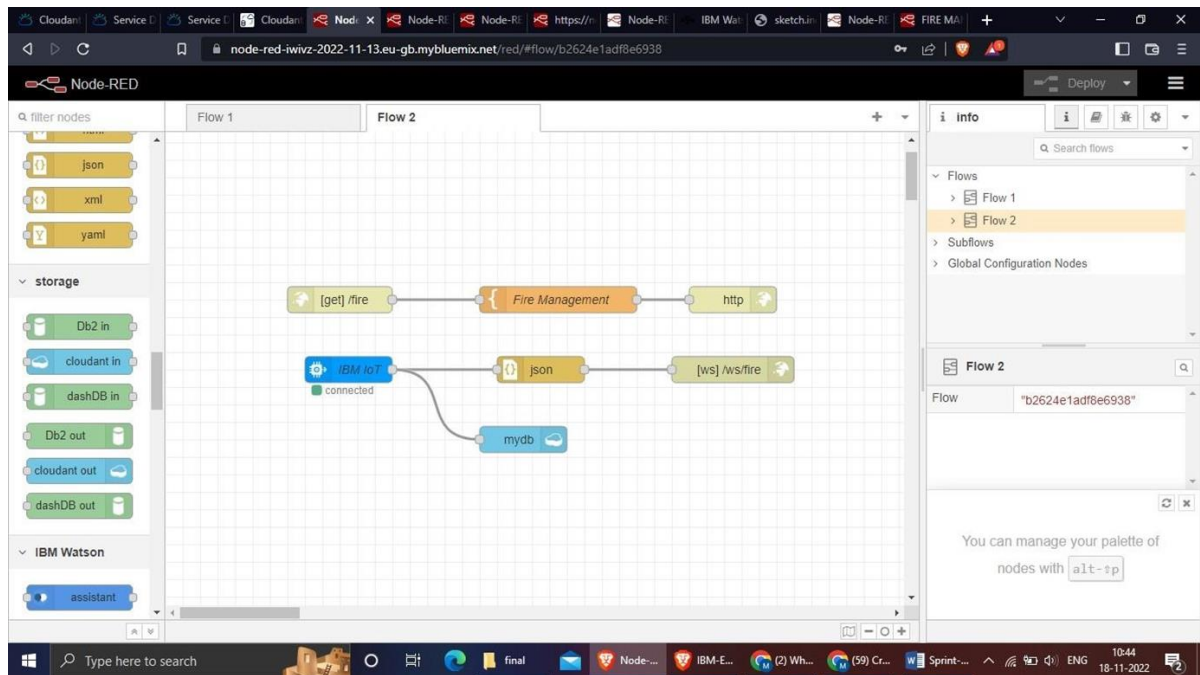 Cloudant
Service D
Service D
Cloudant
Node
Node-RE
Node-RE
https://n
Node-RE
IBM Wat
sketch.in
Node-RE
FIRE MA
node-red-iwivz-2022-11-13.eu-gb.mybluemix.net/red/#flow/b2624e1adf8e6938
Node-RED
Deploy
filter nodes
Flow 1
Flow 2
i info
Search flows
json
xml
yaml
storage
Db2 in
cloudant in
dashDB in
Db2 out
cloudant out
dashDB out
IBM Watson
assistant
[get] /fire
Fire Management
http
IBM IoT
connected
json
[ws] /ws/fire
mydb
Flows
Flow 1
Flow 2
Subflows
Global Configuration Nodes
Flow 2
Flow "b2624e1adf8e6938"
You can manage your palette of
nodes with alt-⇧p
Type here to search
final
Node-...
IBM-E...
(2) Wh...
(59) Cr...
Sprint-...
ENG
10:44
18-11-2022
2